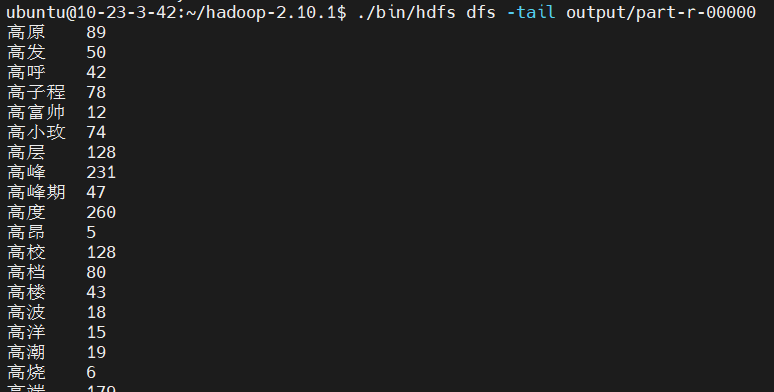 ubuntu@10-23-3-42:~/hadoop-2.10.1$ ./bin/hdfs dfs -tail output/part-r-00000
高原 89
高发 50
高呼 42
高子程 78
高富帅 12
高小玫 74
高层 128
高峰 231
高峰期 47
高度 260
高昂 5
高校 128
高档 80
高楼 43
高波 18
高洋 15
高潮 19
高烧 6
高端 179